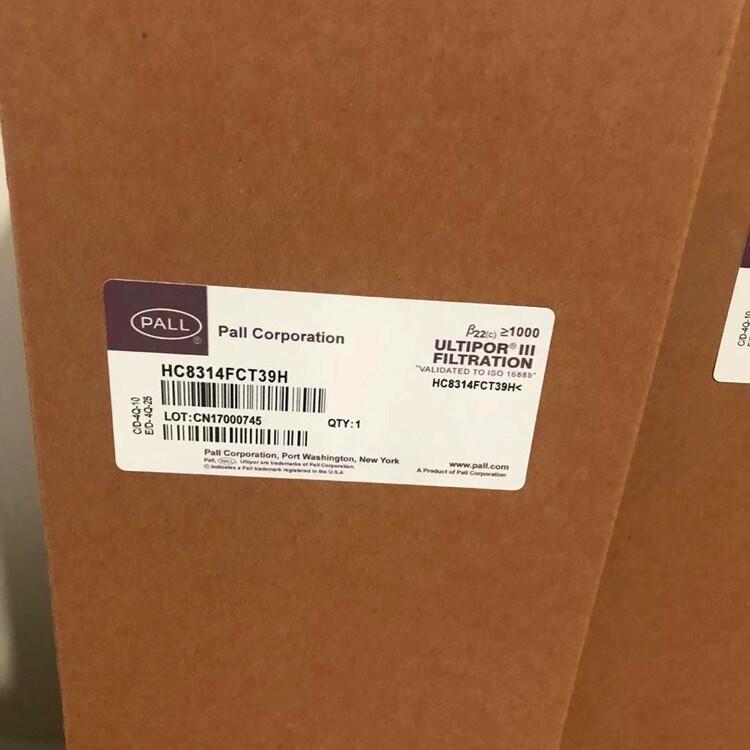 PALL
®
Pall Corporation
HC8314FCT39H
C/D-4Q-10
E/D- 4Q-25
LOT:CN17000745
QTY:1
Pall Corporation, Port Washington, New York
Pall, PALL, Ultipor are trademarks of Pall Corporation.
® indicates a Pall trademark registered in the U.S.A
β22(c) ≥1000
ULTIPOR® III
FILTRATION
"VALIDATED TO ISO 16889"
HC8314FCT39H<
www.pall.com
A Product of Pall Corporation
C/D-4Q-10